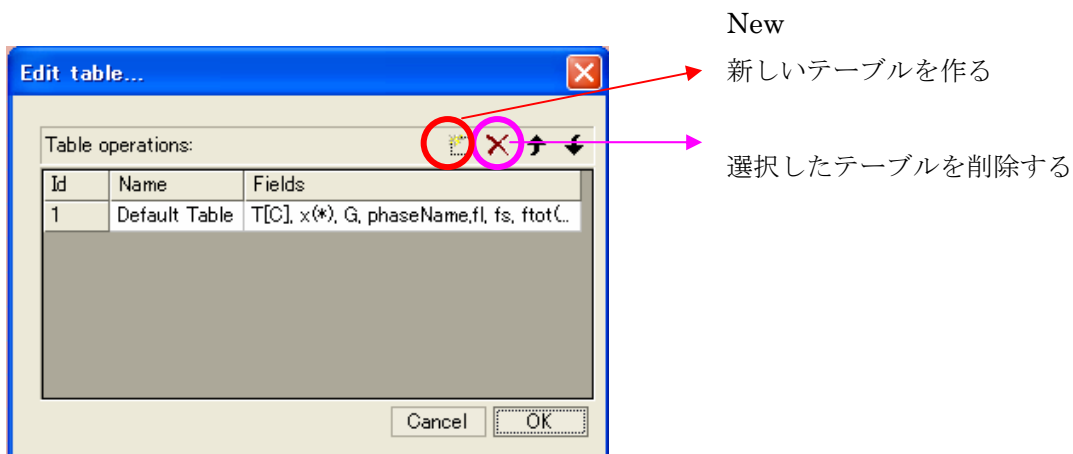 New
新しいテーブルを作る
選択したテーブルを削除する
Edit table...
Table operations:
Id Name Fields
1 Default Table T[C], x(*), G, phaseName,fl, fs, ftot(...
Cancel OK